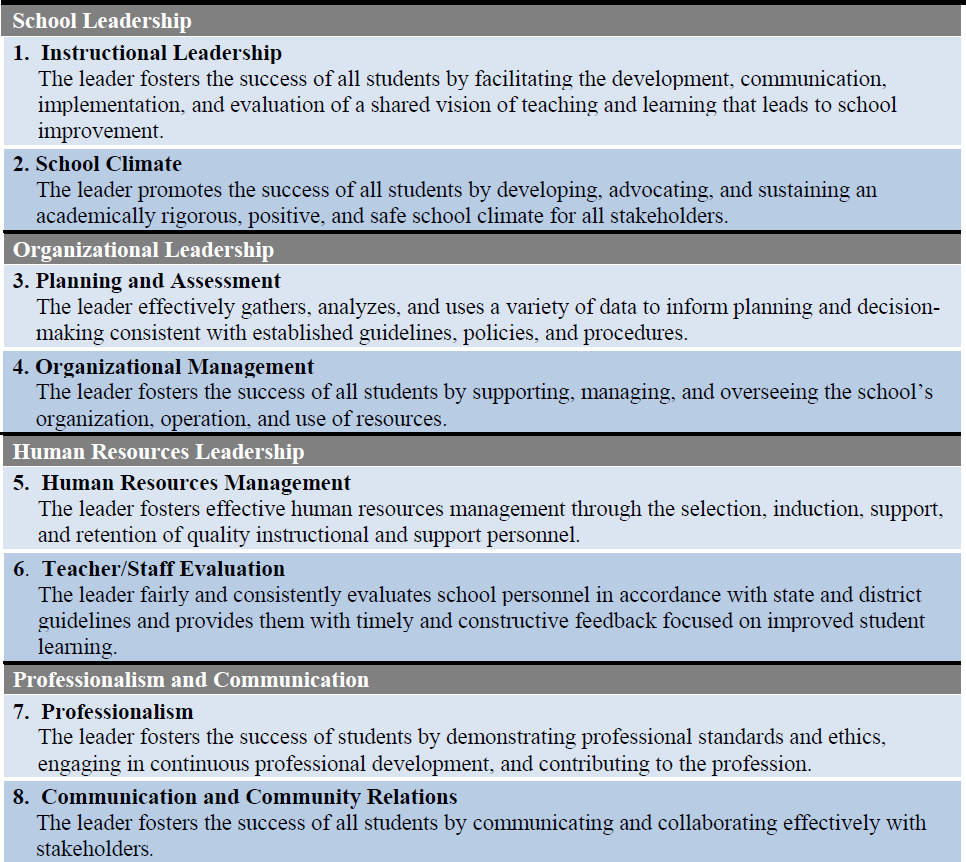 School Leadership
1. Instructional Leadership
The leader fosters the success of all students by facilitating the development, communication,
implementation, and evaluation of a shared vision of teaching and learning that leads to school
improvement.
2. School Climate
The leader promotes the success of all students by developing, advocating, and sustaining an
academically rigorous, positive, and safe school climate for all stakeholders.
Organizational Leadership
3. Planning and Assessment
The leader effectively gathers, analyzes, and uses a variety of data to inform planning and decision-
making consistent with established guidelines, policies, and procedures.
4. Organizational Management
The leader fosters the success of all students by supporting, managing, and overseeing the school’s
organization, operation, and use of resources.
Human Resources Leadership
5. Human Resources Management
The leader fosters effective human resources management through the selection, induction, support,
and retention of quality instructional and support personnel.
6. Teacher/Staff Evaluation
The leader fairly and consistently evaluates school personnel in accordance with state and district
guidelines and provides them with timely and constructive feedback focused on improved student
learning.
Professionalism and Communication
7. Professionalism
The leader fosters the success of students by demonstrating professional standards and ethics,
engaging in continuous professional development, and contributing to the profession.
8. Communication and Community Relations
The leader fosters the success of all students by communicating and collaborating effectively with
stakeholders.